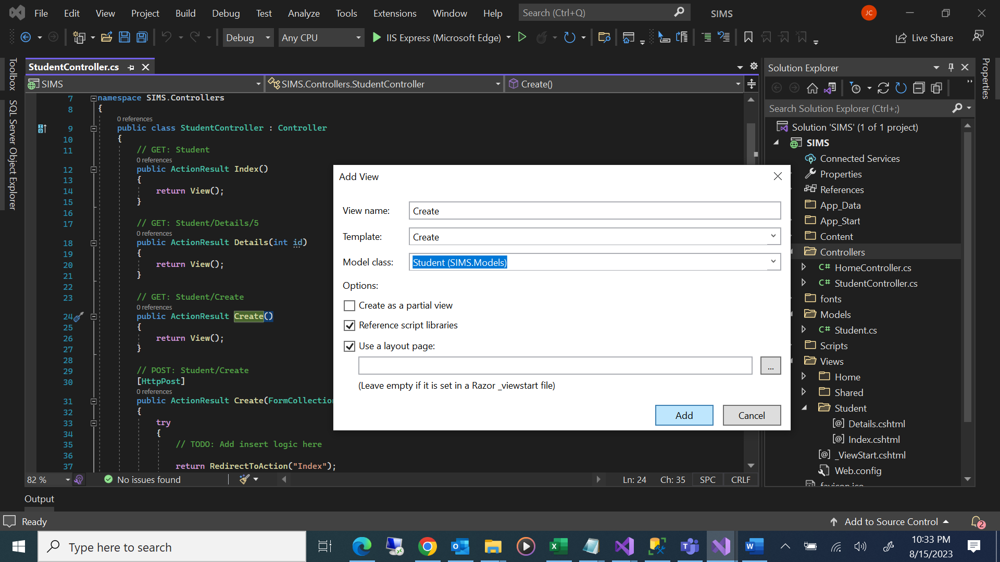 File Edit View Project Build Debug Test Analyze Tools Extensions Window Help Search (Ctrl+Q) SIMS JC
Debug Any CPU IIS Express (Microsoft Edge) Live Share
Toolbox
SQL Server Object Explorer
StudentController.cs
SIMS SIMS.Controllers.StudentController Create()
7 namespace SIMS.Controllers
8 {
0 references
9 public class StudentController : Controller
10 {
11 // GET: Student
0 references
12 public ActionResult Index()
13 {
14 return View();
15 }
16
17 // GET: Student/Details/5
0 references
18 public ActionResult Details(int id)
19 {
20 return View();
21 }
22
23 // GET: Student/Create
0 references
24 public ActionResult Create()
25 {
26 return View();
27 }
28
29 // POST: Student/Create
30 [HttpPost]
0 references
31 public ActionResult Create(FormCollection
32 {
33 try
34 {
35 // TODO: Add insert logic here
36
37 return RedirectToAction("Index");
82 % No issues found Ln: 24 Ch: 35 SPC CRLF
Add View
View name: Create
Template: Create
Model class: Student (SIMS.Models)
Options:
Create as a partial view
Reference script libraries
Use a layout page:
...
(Leave empty if it is set in a Razor _viewstart file)
Add Cancel
Solution Explorer
Search Solution Explorer (Ctrl+;)
Solution 'SIMS' (1 of 1 project)
SIMS
Connected Services
Properties
References
App_Data
App_Start
Content
Controllers
C# HomeController.cs
C# StudentController.cs
fonts
Models
C# Student.cs
Scripts
Views
Home
Shared
Student
[@] Details.cshtml
[@] Index.cshtml
[@] _ViewStart.cshtml
Web.config
favicon.ico
Properties
Output
Ready Add to Source Control 2
Type here to search
10:33 PM
8/15/2023